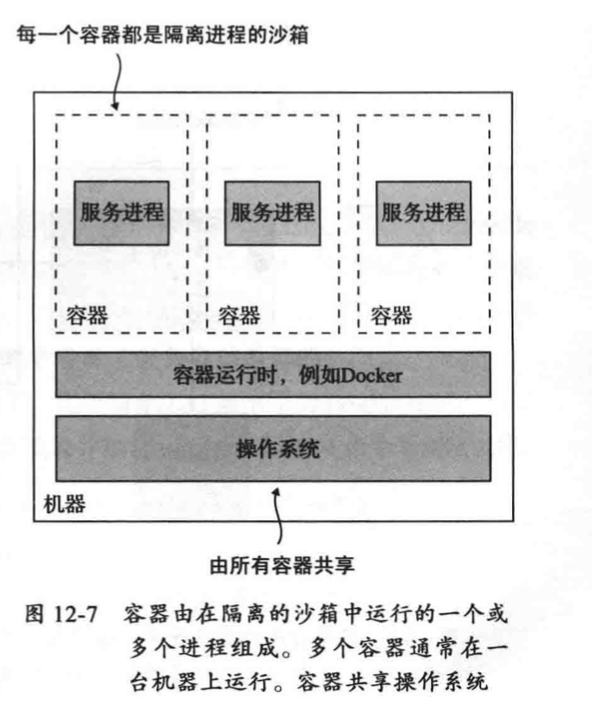 每一个容器都是隔离进程的沙箱
服务进程 服务进程 服务进程
容器 容器 容器
容器运行时，例如Docker
操作系统
机器
由所有容器共享
图 12-7 容器由在隔离的沙箱中运行的一个或
多个进程组成。多个容器通常在一
台机器上运行。容器共享操作系统